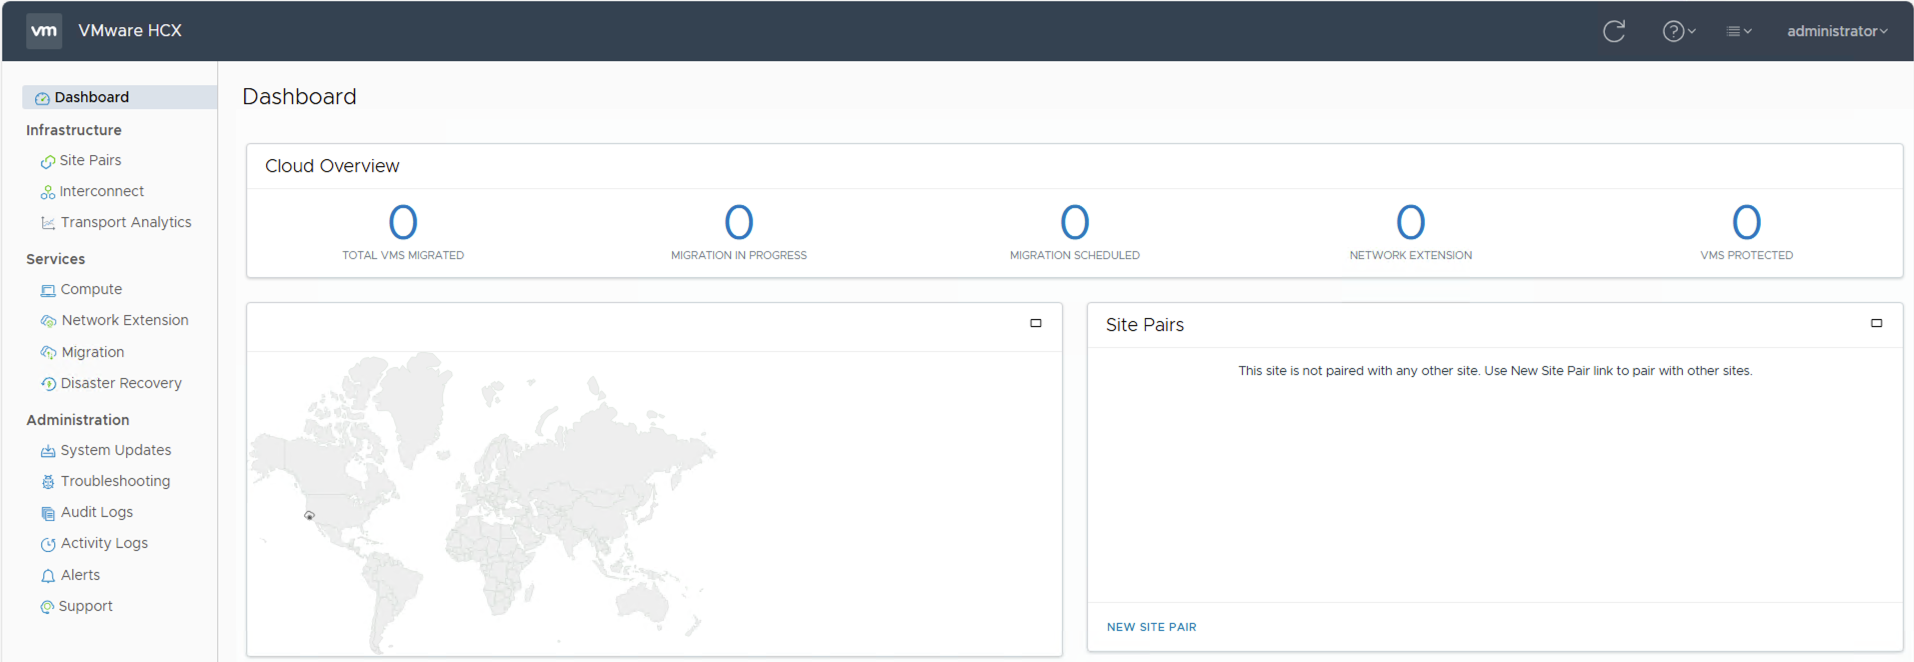 vm VMware HCX administrator
Dashboard
Infrastructure
Site Pairs
Interconnect
Transport Analytics
Services
Compute
Network Extension
Migration
Disaster Recovery
Administration
System Updates
Troubleshooting
Audit Logs
Activity Logs
Alerts
Support
Dashboard
Cloud Overview
0 0 0 0 0
TOTAL VMS MIGRATED MIGRATION IN PROGRESS MIGRATION SCHEDULED NETWORK EXTENSION VMS PROTECTED
Site Pairs
This site is not paired with any other site. Use New Site Pair link to pair with other sites.
NEW SITE PAIR